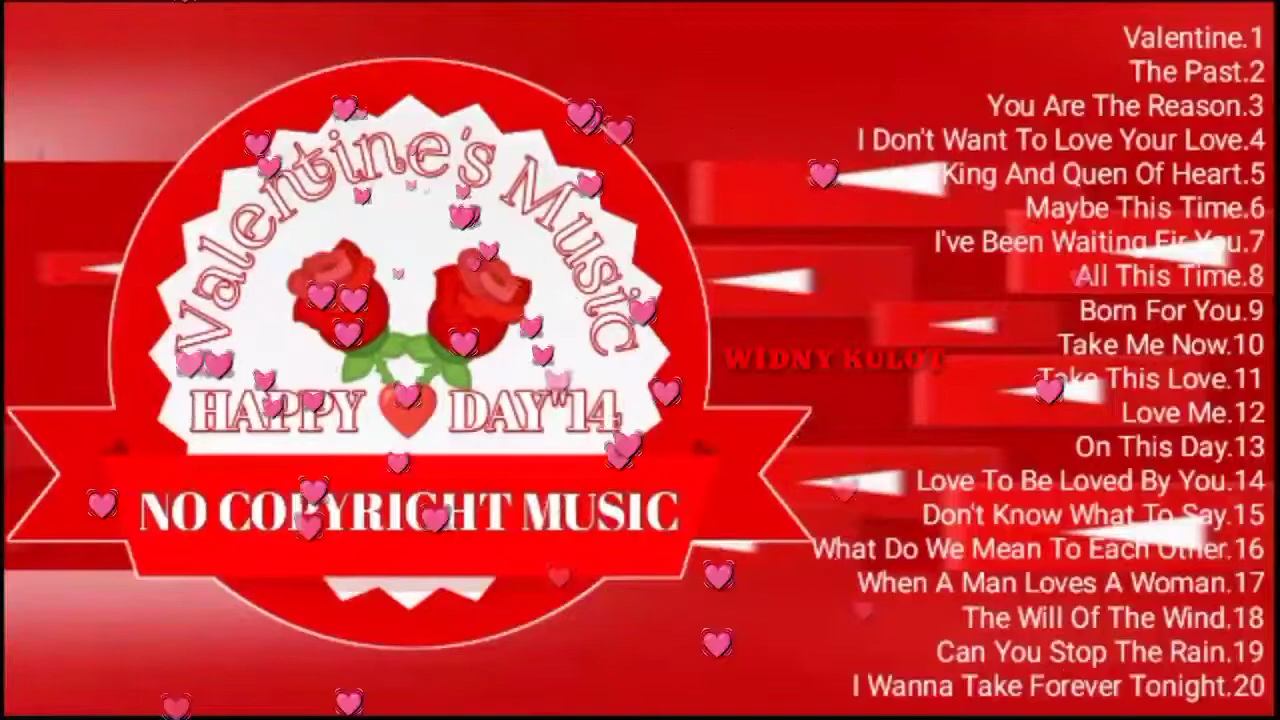 Valentine's Music
HAPPY DAY"14
NO COPYRIGHT MUSIC
WIDNY KULOT
Valentine.1
The Past.2
You Are The Reason.3
I Don't Want To Love Your Love.4
King And Quen Of Heart.5
Maybe This Time.6
I've Been Waiting Fir You.7
All This Time.8
Born For You.9
Take Me Now.10
Take This Love.11
Love Me.12
On This Day.13
Love To Be Loved By You.14
Don't Know What To Say.15
What Do We Mean To Each Other.16
When A Man Loves A Woman.17
The Will Of The Wind.18
Can You Stop The Rain.19
I Wanna Take Forever Tonight.20